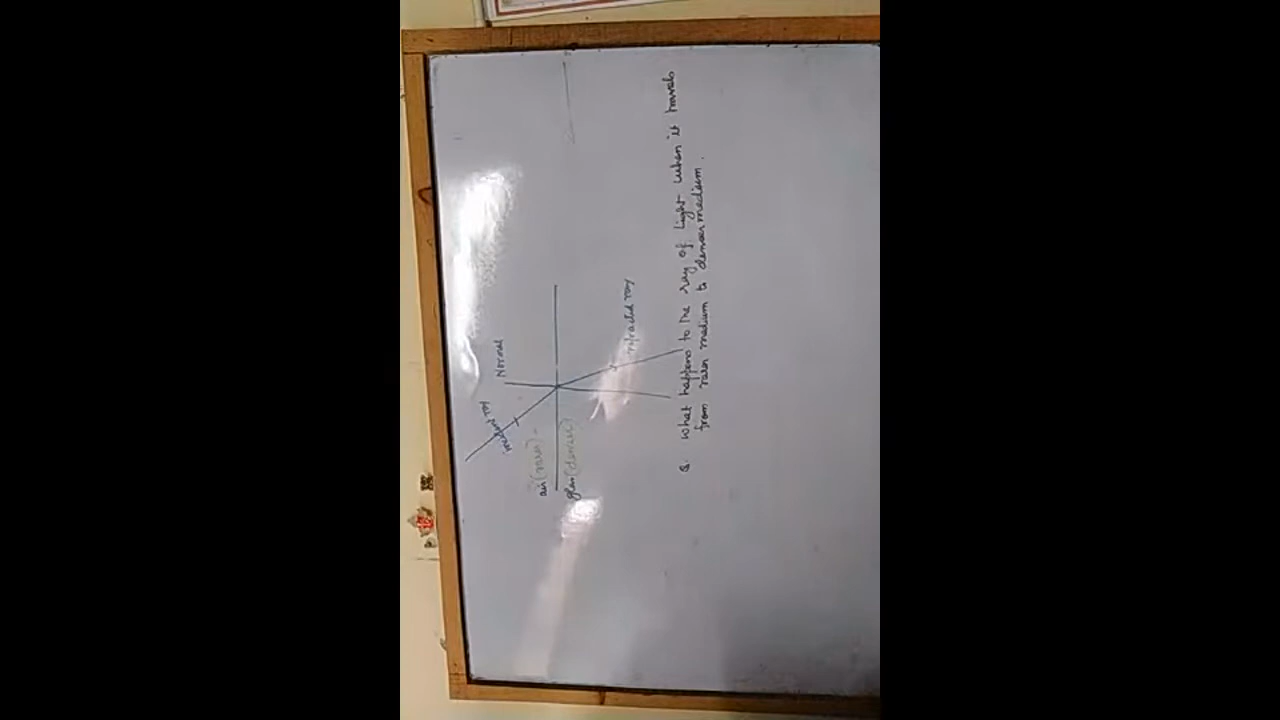 incident ray
Normal
air (rarer)
glass (denser)
refracted ray
Q. What happens to the ray of light when it travels
from rarer medium to denser medium.